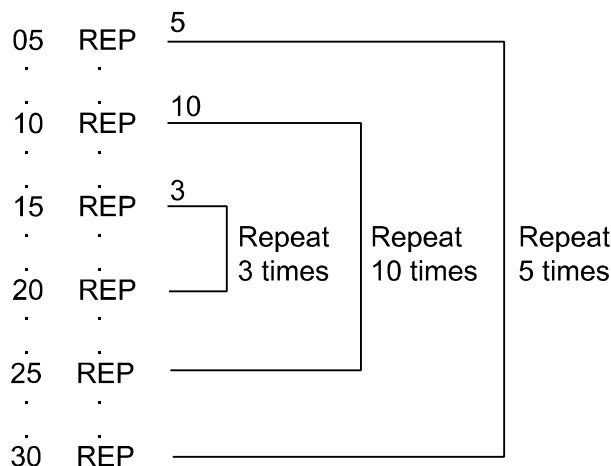 05 REP 5
. .
. .
10 REP 10
. .
. .
15 REP 3
. .
Repeat 3 times
Repeat 10 times
Repeat 5 times
. .
20 REP
. .
. .
25 REP
. .
. .
30 REP